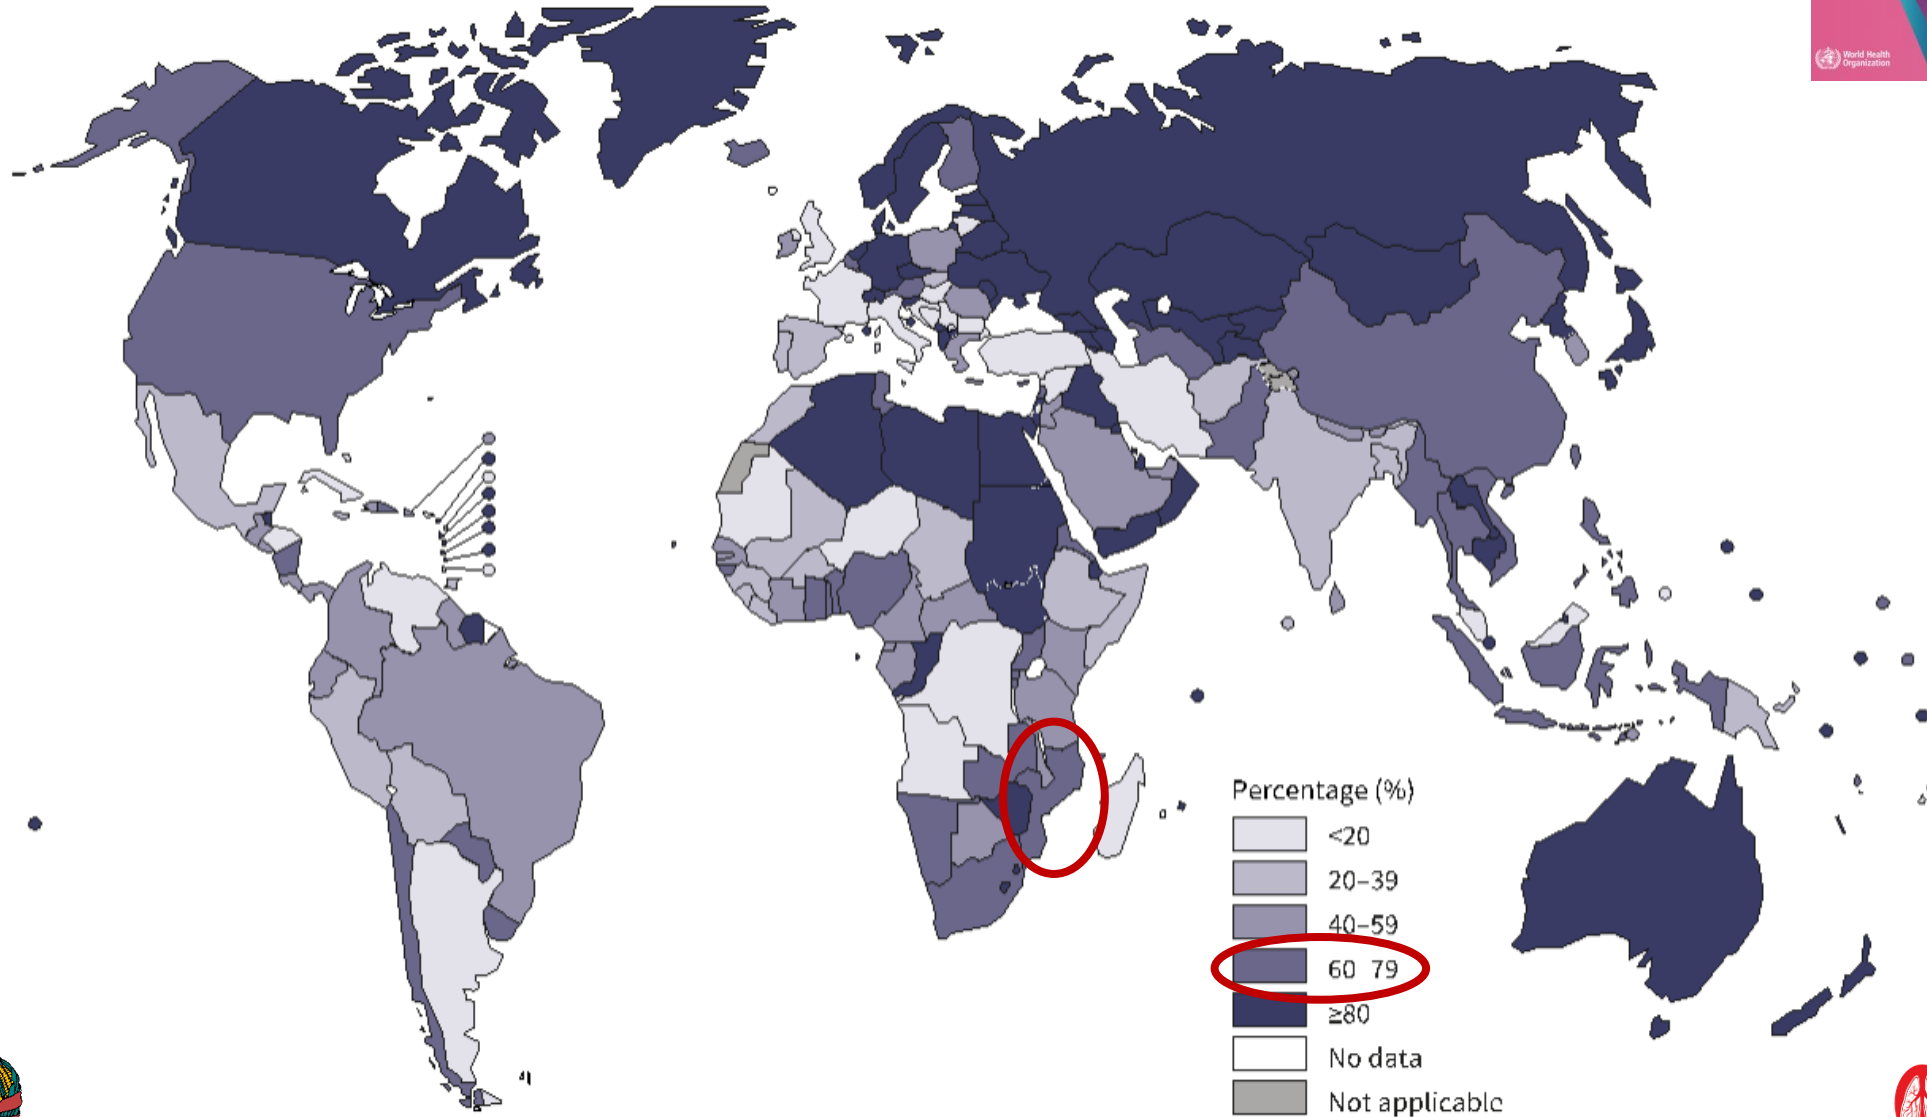 World Health
Organization
Percentage (%)
<20
20–39
40–59
60 79
≥80
No data
Not applicable